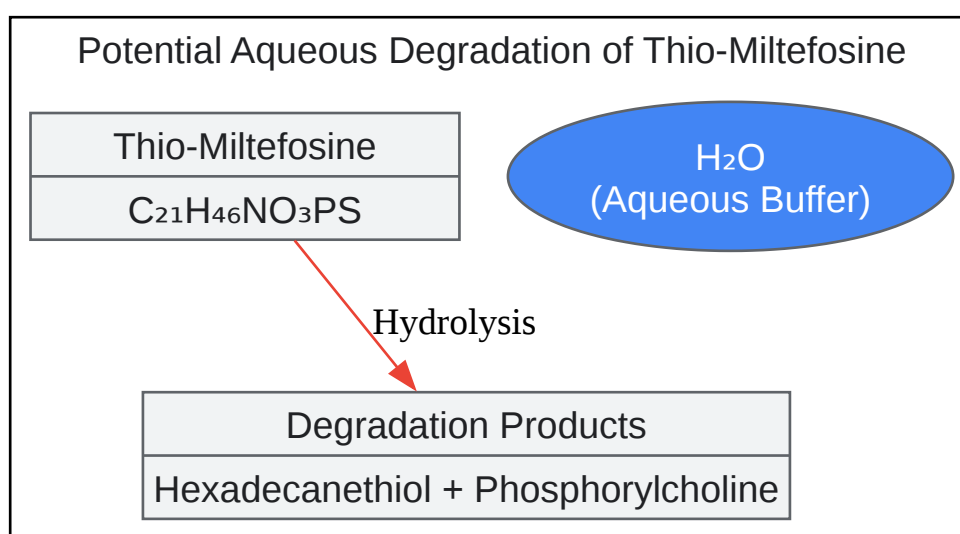 Potential Aqueous Degradation of Thio-Miltefosine
Thio-Miltefosine
C₂₁H₄₆NO₃PS
H₂O
(Aqueous Buffer)
Hydrolysis
Degradation Products
Hexadecanethiol + Phosphorylcholine